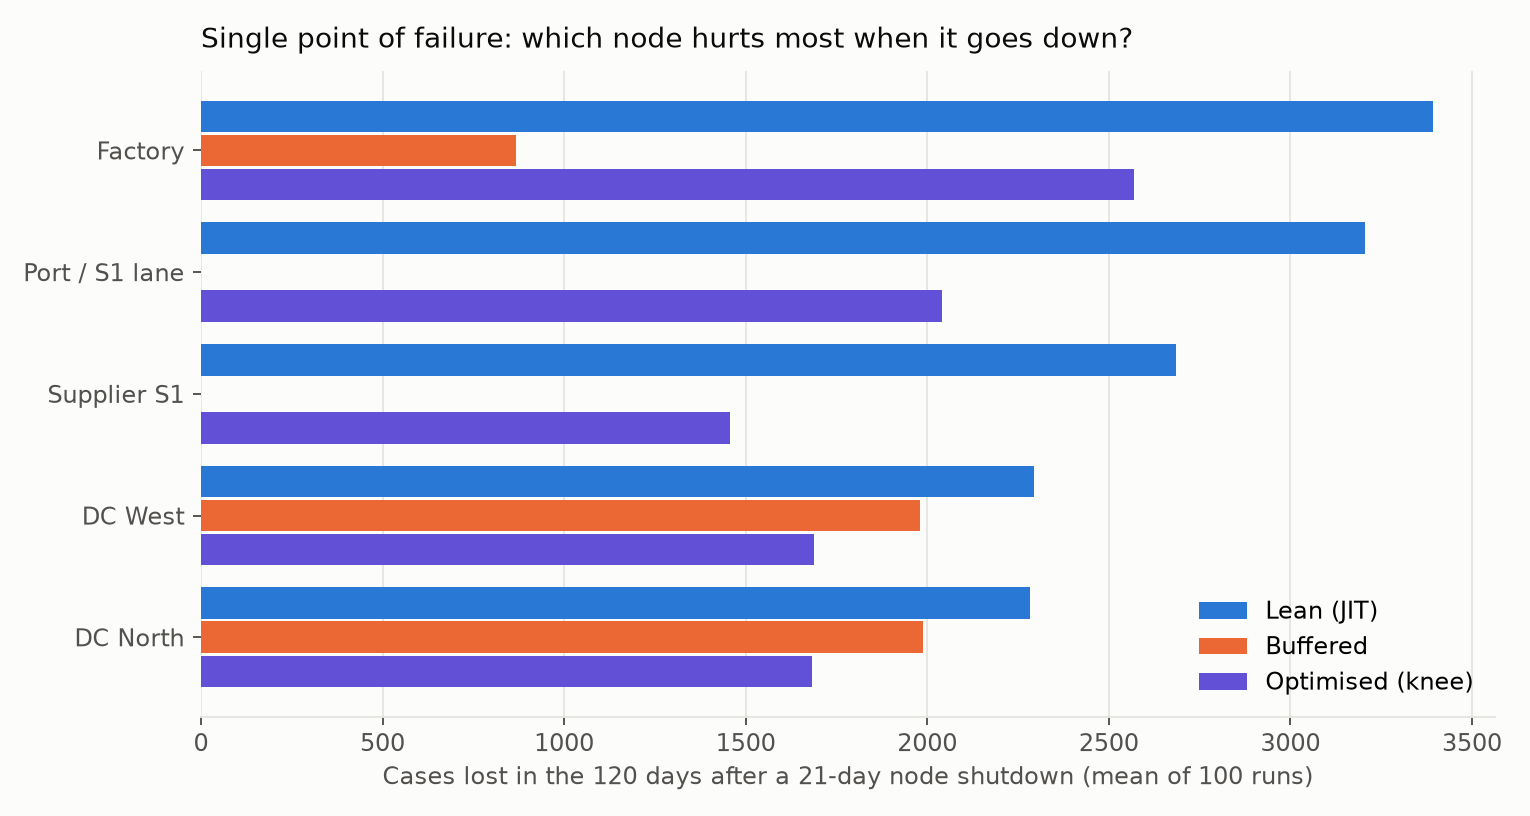 Single point of failure: which node hurts most when it goes down?
Factory
Port / S1 lane
Supplier S1
DC West
DC North
Lean (JIT)
Buffered
Optimised (knee)
0 500 1000 1500 2000 2500 3000 3500
Cases lost in the 120 days after a 21-day node shutdown (mean of 100 runs)